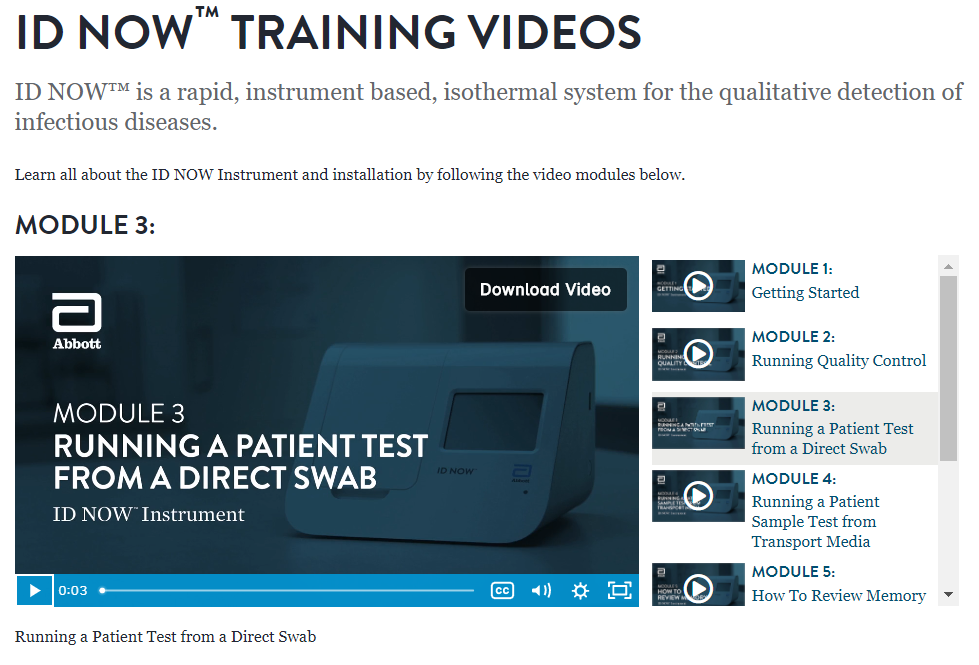 ID NOW™ TRAINING VIDEOS
ID NOW™ is a rapid, instrument based, isothermal system for the qualitative detection of
infectious diseases.
Learn all about the ID NOW Instrument and installation by following the video modules below.
MODULE 3:
Download Video
Abbott
MODULE 3
RUNNING A PATIENT TEST
FROM A DIRECT SWAB
ID NOW™ Instrument
ID NOW™
0:03
CC
MODULE 1:
Getting Started
MODULE 2:
Running Quality Control
MODULE 3:
Running a Patient Test
from a Direct Swab
MODULE 4:
Running a Patient
Sample Test from
Transport Media
MODULE 5:
How To Review Memory
Running a Patient Test from a Direct Swab